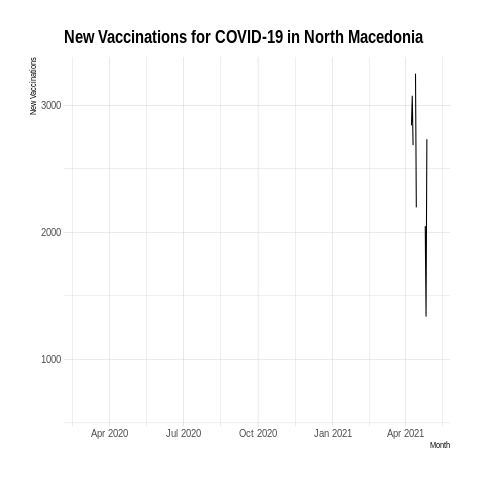 New Vaccinations for COVID-19 in North Macedonia
New Vaccinations
3000
2000
1000
Apr 2020
Jul 2020
Oct 2020
Jan 2021
Apr 2021
Month